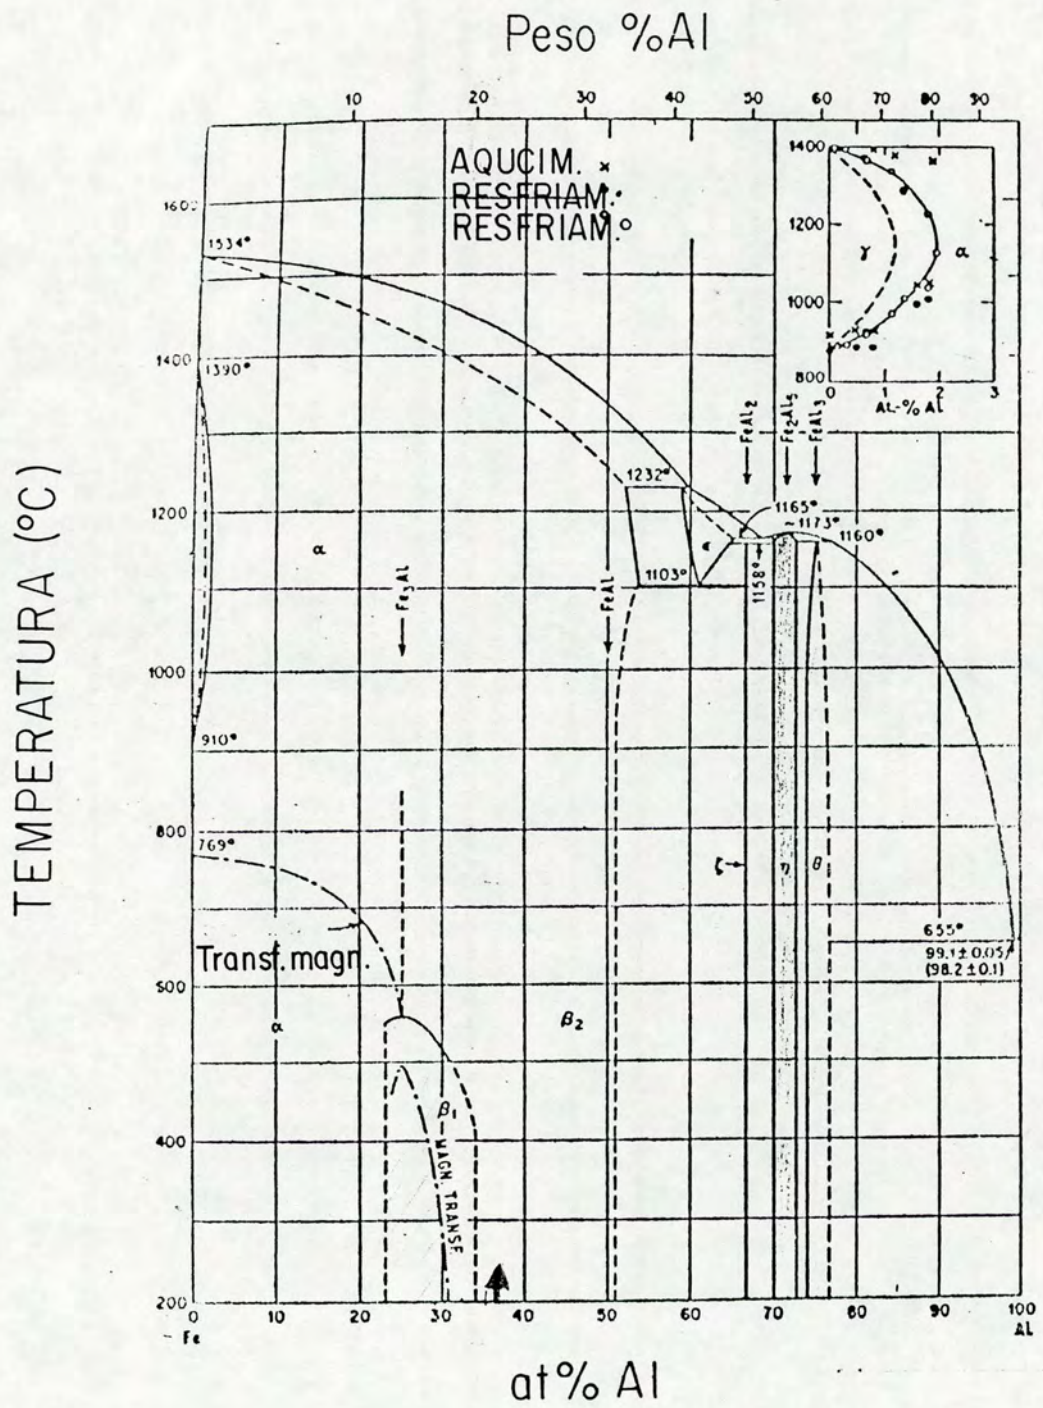 Peso %Al
10 20 30 40 50 60 70 80 90
AQUCIM. x
RESFRIAM. •
RESFRIAM. o
1400
1200
1000
800
γ α
0 1 2 3
AL-% Al
1600
1534°
1400
1390°
1232°
FeAl₂
Fe₂Al₅
FeAl₃
1165°
~1173°
1160°
1200
α
ϵ
1103°
1158°
Fe₃Al
FeAl
1000
910°
800
769°
ζ→ η θ
655°
99.1±0.05
(98.2±0.1)
Transf.magn.
600
α
β₂
β₁
400
MAGN. TRANSF.
200
0 10 20 30 40 50 60 70 80 90 100
Fe Al
TEMPERATURA (°C)
at% Al